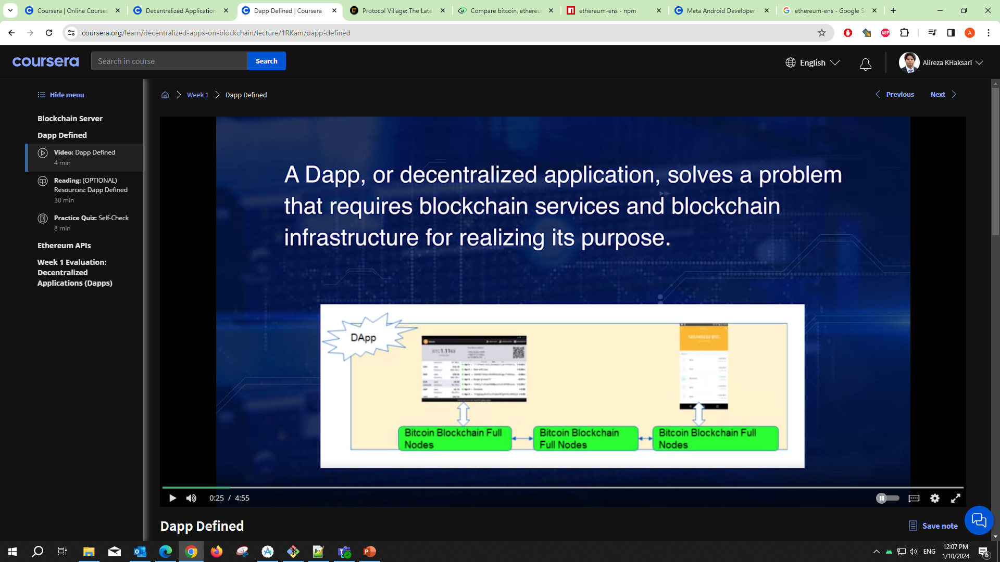 Coursera | Online Courses
Decentralized Application
Dapp Defined | Coursera
Protocol Village: The Late
Compare bitcoin, ethereu
ethereum-ens - npm
Meta Android Developer
ethereum-ens - Google S
coursera.org/learn/decentralized-apps-on-blockchain/lecture/1RKam/dapp-defined
ABP
A
coursera
Search in course
Search
English
Alireza KHaksari
Hide menu
Week 1
Dapp Defined
Previous
Next
Blockchain Server
Dapp Defined
Video: Dapp Defined
4 min
Reading: (OPTIONAL)
Resources: Dapp Defined
30 min
Practice Quiz: Self-Check
8 min
Ethereum APIs
Week 1 Evaluation:
Decentralized
Applications (Dapps)
A Dapp, or decentralized application, solves a problem
that requires blockchain services and blockchain
infrastructure for realizing its purpose.
DApp
BTC 1.1163
Bitcoin Blockchain Full
Nodes
Bitcoin Blockchain
Full Nodes
Bitcoin Blockchain Full
Nodes
0:25 / 4:55
Dapp Defined
Save note
ENG
12:07 PM
1/10/2024
6